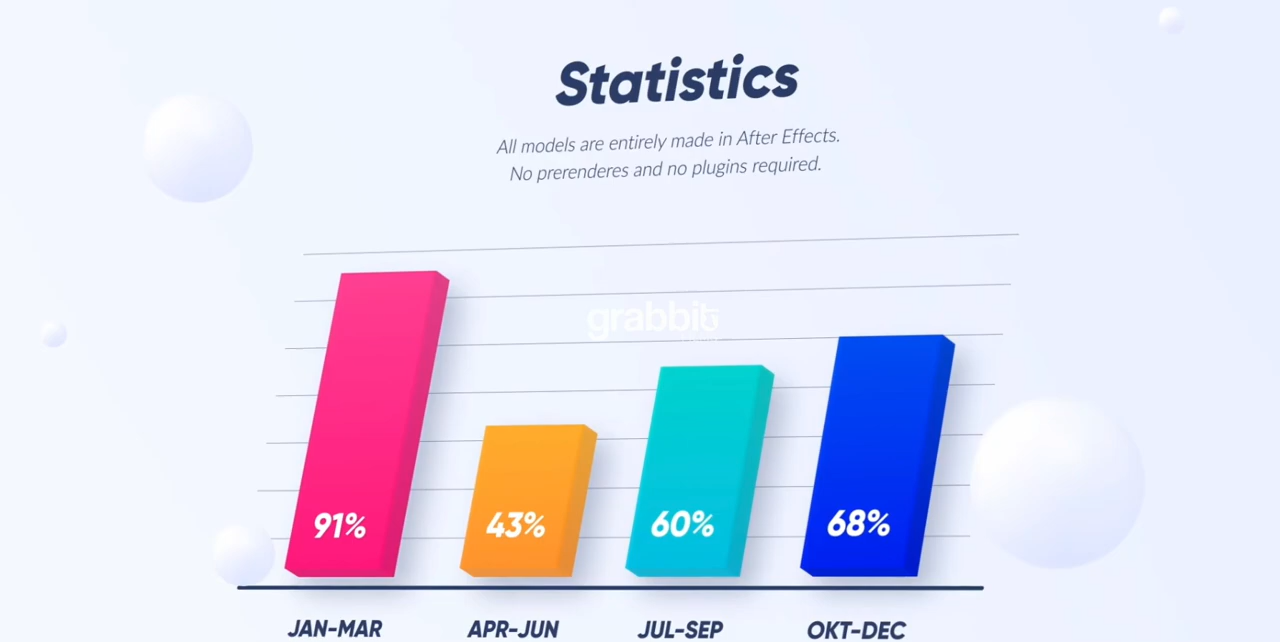 Statistics
All models are entirely made in After Effects.
No prerenderes and no plugins required.
grabbit
91%
43%
60%
68%
JAN-MAR
APR-JUN
JUL-SEP
OKT-DEC